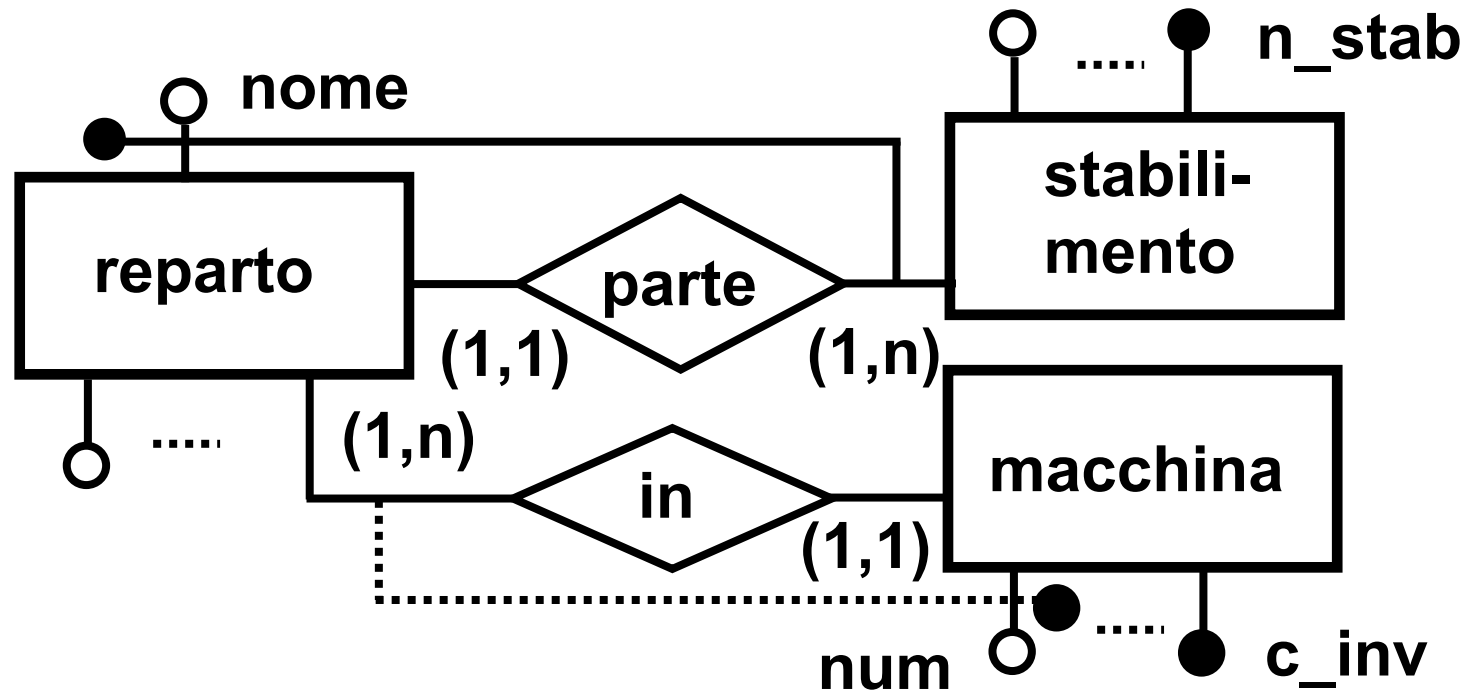 n_stab
nome
stabili-
mento
reparto
parte
(1,1)
(1,n)
(1,n)
macchina
in
(1,1)
num
c_inv